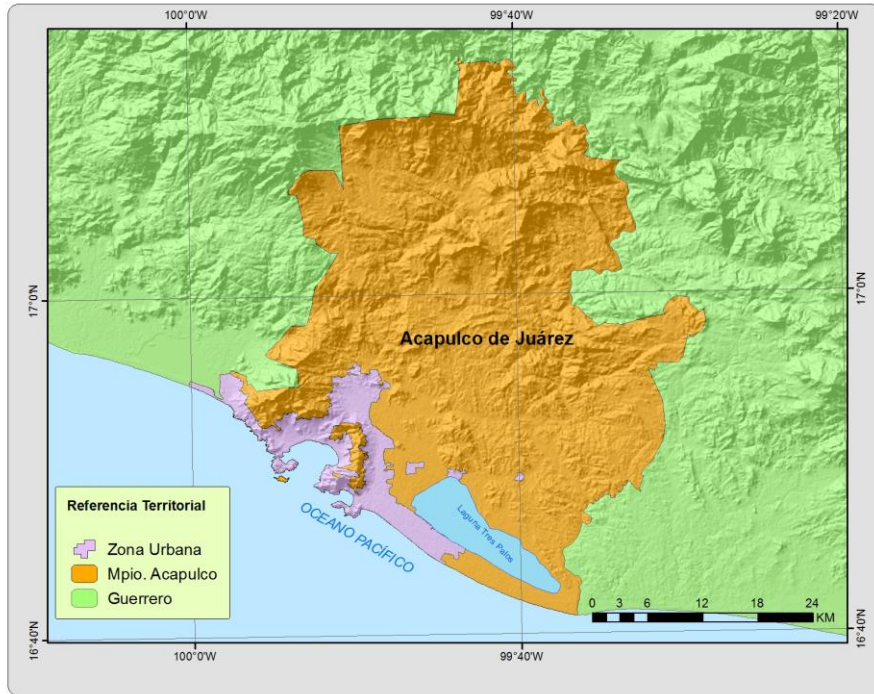 100°0'W 99°40'W 99°20'W
17°0'N 17°0'N
Acapulco de Juárez
Referencia Territorial
Zona Urbana
Mpio. Acapulco
Guerrero
OCEANO PACÍFICO
Laguna Tres Palos
0 3 6 12 18 24
KM
16°40'N 16°40'N
100°0'W 99°40'W